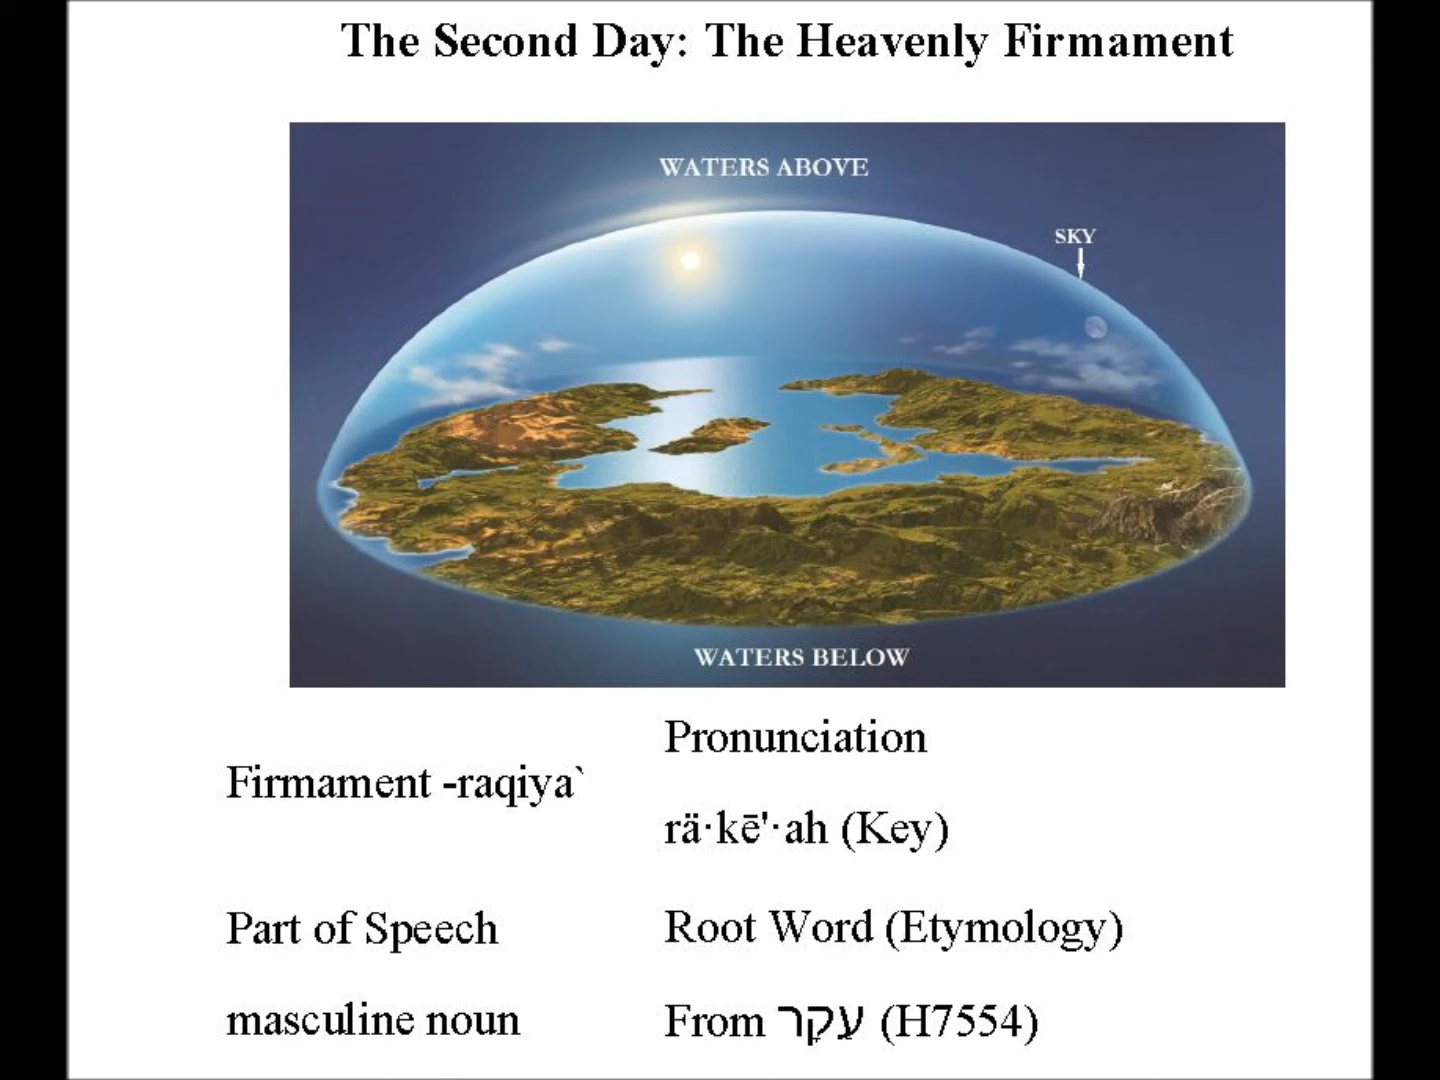 The Second Day: The Heavenly Firmament
WATERS ABOVE
SKY
WATERS BELOW
Pronunciation
Firmament -raqiya`
rä·kē'·ah (Key)
Part of Speech
Root Word (Etymology)
masculine noun
From עַקָר (H7554)